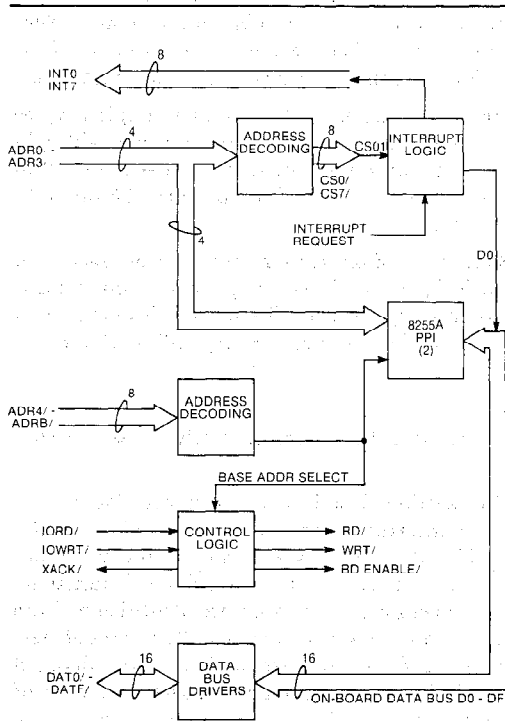 8
INT0
INT7
4
ADR0
ADR3
ADDRESS
DECODING
8
CS0/
CS7/
CS01
INTERRUPT
LOGIC
INTERRUPT
REQUEST
D0
4
8255A
PPI
(2)
ADR4/ -
ADRB/
8
ADDRESS
DECODING
BASE ADDR SELECT
IORD/
IOWRT/
XACK/
CONTROL
LOGIC
RD/
WRT/
RD ENABLE/
DAT0/ -
DATF/
16
DATA
BUS
DRIVERS
16
ON-BOARD DATA BUS D0 - DF